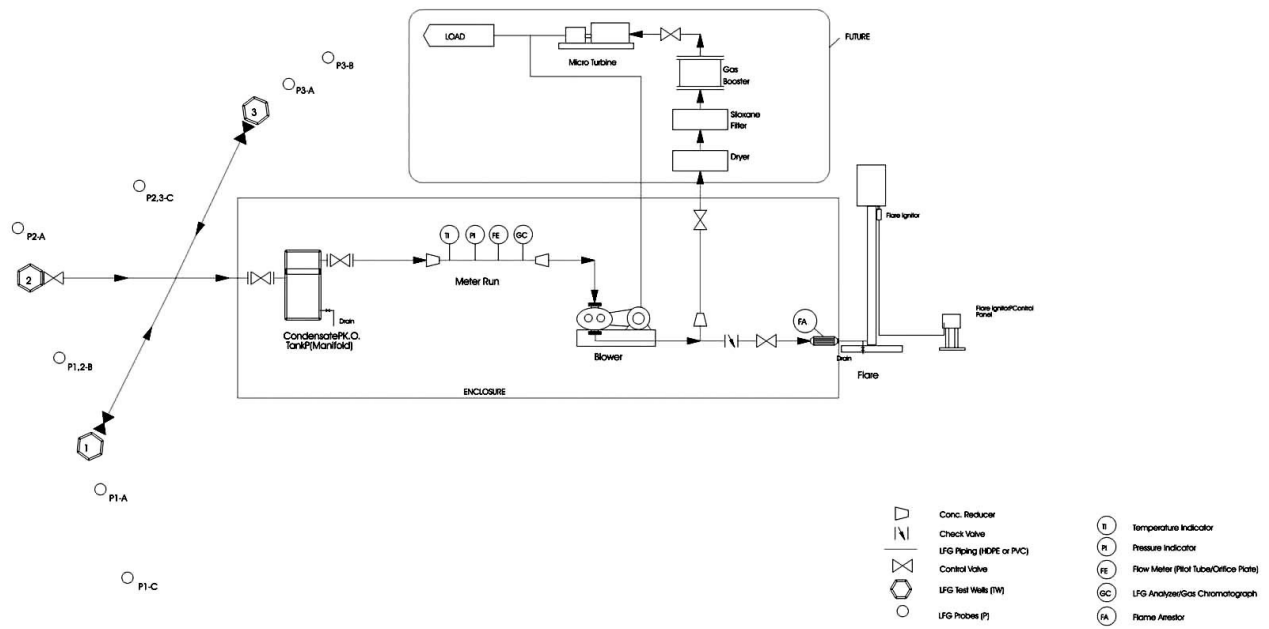 LOAD
Micro Turbine
Gas
Booster
FUTURE
Siloxane
Filter
Dryer
P3-B
P3-A
3
P2,3-C
P2-A
2
P1,2-B
1
P1-A
P1-C
TI
PI
FE
GC
Meter Run
Drain
CondensatePK.O.
TankP(Manifold)
Blower
ENCLOSURE
FA
Drain
Flare
Flare Ignitor
Flare IgnitorPControl
Panel
Conc. Reducer
Check Valve
LFG Piping (HDPE or PVC)
Control Valve
LFG Test Wells (TW)
LFG Probes (P)
TI Temperature Indicator
PI Pressure Indicator
FE Flow Meter (Pitot Tube/Orifice Plate)
GC LFG Analyzer/Gas Chromatograph
FA Flame Arrestor